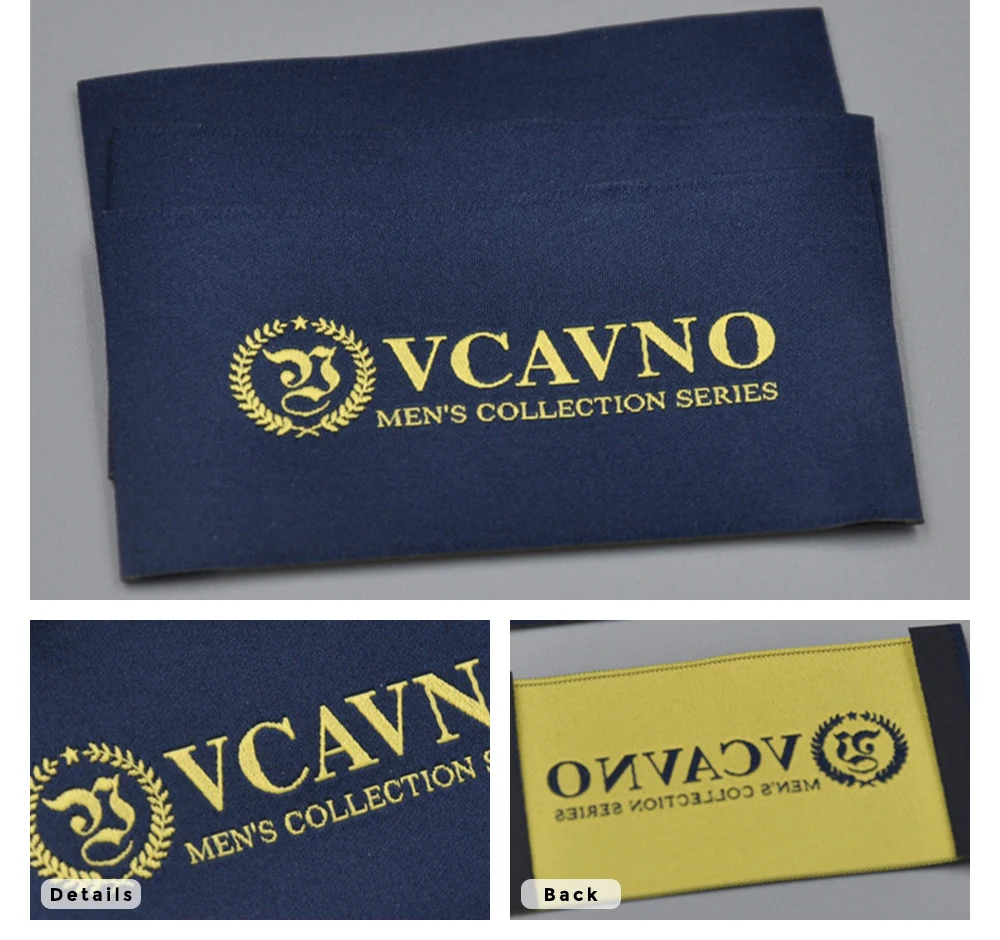 VCAVNO
MEN'S COLLECTION SERIES
VCAVN
MEN'S COLLECTION S
Details
VCAVNO
MEN'S COLLECTION SERIES
Back